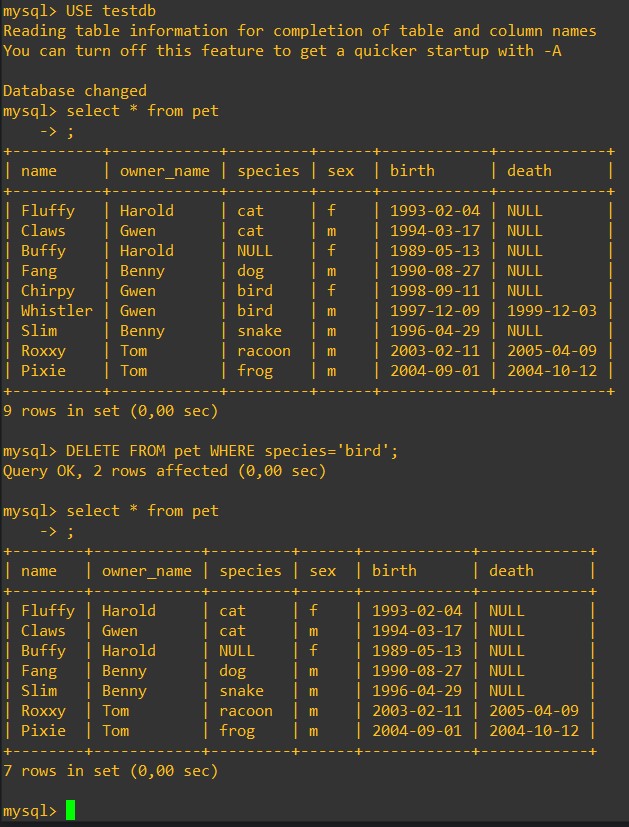 mysql> USE testdb
Reading table information for completion of table and column names
You can turn off this feature to get a quicker startup with -A

Database changed
mysql> select * from pet
    -> ;
+----------+------------+---------+------+------------+------------+
| name     | owner_name | species | sex  | birth      | death      |
+----------+------------+---------+------+------------+------------+
| Fluffy   | Harold     | cat     | f    | 1993-02-04 | NULL       |
| Claws    | Gwen       | cat     | m    | 1994-03-17 | NULL       |
| Buffy    | Harold     | NULL    | f    | 1989-05-13 | NULL       |
| Fang     | Benny      | dog     | m    | 1990-08-27 | NULL       |
| Chirpy   | Gwen       | bird    | f    | 1998-09-11 | NULL       |
| Whistler | Gwen       | bird    | m    | 1997-12-09 | 1999-12-03 |
| Slim     | Benny      | snake   | m    | 1996-04-29 | NULL       |
| Roxxy    | Tom        | racoon  | m    | 2003-02-11 | 2005-04-09 |
| Pixie    | Tom        | frog    | m    | 2004-09-01 | 2004-10-12 |
+----------+------------+---------+------+------------+------------+
9 rows in set (0,00 sec)

mysql> DELETE FROM pet WHERE species='bird';
Query OK, 2 rows affected (0,00 sec)

mysql> select * from pet
    -> ;
+--------+------------+---------+------+------------+------------+
| name   | owner_name | species | sex  | birth      | death      |
+--------+------------+---------+------+------------+------------+
| Fluffy | Harold     | cat     | f    | 1993-02-04 | NULL       |
| Claws  | Gwen       | cat     | m    | 1994-03-17 | NULL       |
| Buffy  | Harold     | NULL    | f    | 1989-05-13 | NULL       |
| Fang   | Benny      | dog     | m    | 1990-08-27 | NULL       |
| Slim   | Benny      | snake   | m    | 1996-04-29 | NULL       |
| Roxxy  | Tom        | racoon  | m    | 2003-02-11 | 2005-04-09 |
| Pixie  | Tom        | frog    | m    | 2004-09-01 | 2004-10-12 |
+--------+------------+---------+------+------------+------------+
7 rows in set (0,00 sec)

mysql>